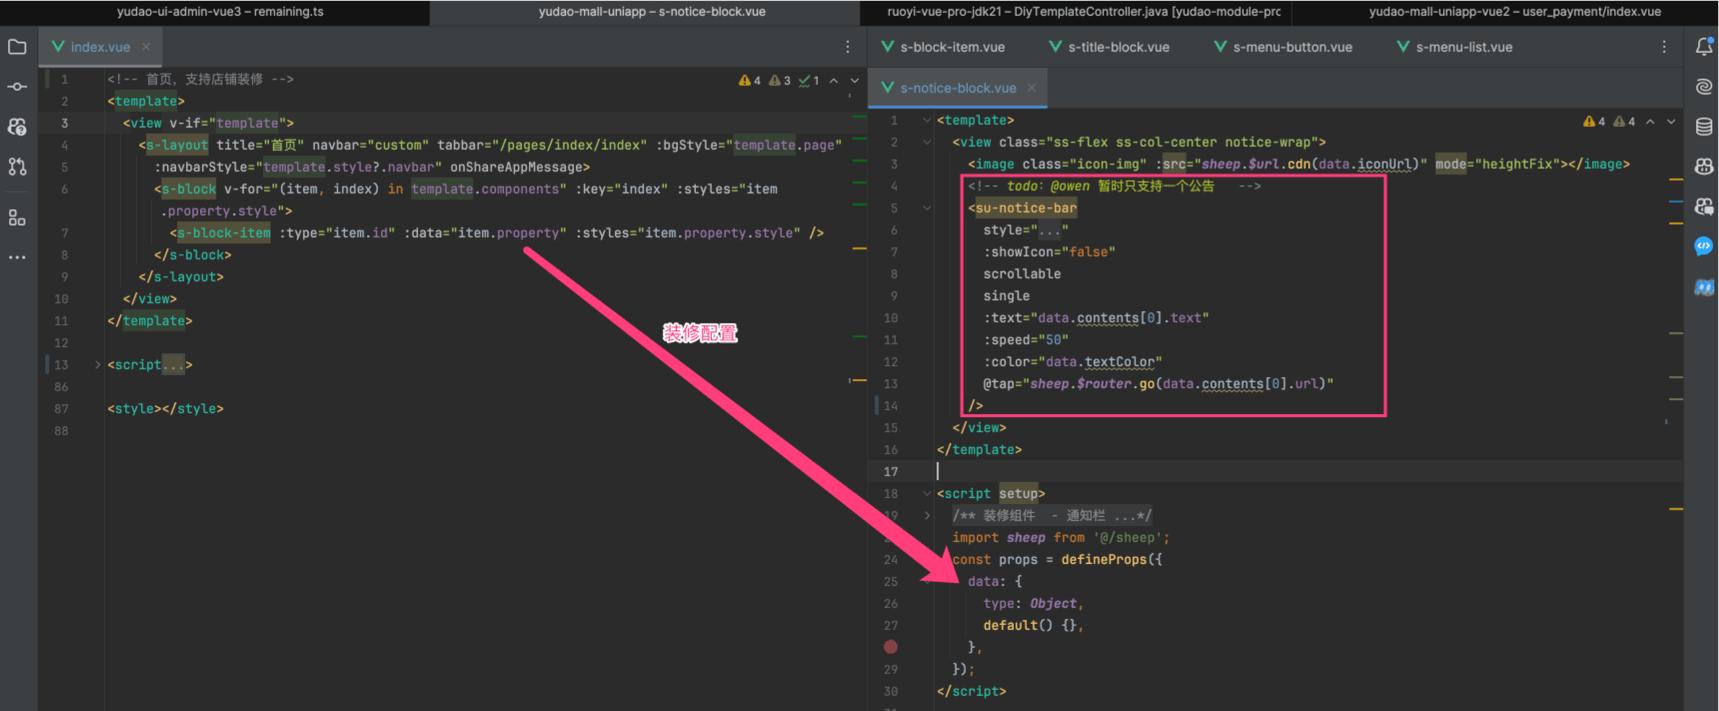 yudao-ui-admin-vue3 – remaining.ts
yudao-mall-uniapp – s-notice-block.vue
ruoyi-vue-pro-jdk21 – DiyTemplateController.java [yudao-module-prc
yudao-mall-uniapp-vue2 – user_payment/index.vue
index.vue
1 <!-- 首页，支持店铺装修 -->
4 3 1
2 <template>
3 <view v-if="template">
4 <s-layout title="首页" navbar="custom" tabbar="/pages/index/index" :bgStyle="template.page"
5 :navbarStyle="template.style?.navbar" onShareAppMessage>
6 <s-block v-for="(item, index) in template.components" :key="index" :styles="item
.property.style">
7 <s-block-item :type="item.id" :data="item.property" :styles="item.property.style" />
8 </s-block>
9 </s-layout>
10 </view>
11 </template>
12
13 <script...>
86
87 <style></style>
88
装修配置
s-block-item.vue
s-title-block.vue
s-menu-button.vue
s-menu-list.vue
s-notice-block.vue
1 <template>
4 4
2 <view class="ss-flex ss-col-center notice-wrap">
3 <image class="icon-img" :src="sheep.$url.cdn(data.iconUrl)" mode="heightFix"></image>
4 <!-- todo: @owen 暂时只支持一个公告 -->
5 <su-notice-bar
6 style="..."
7 :showIcon="false"
8 scrollable
9 single
10 :text="data.contents[0].text"
11 :speed="50"
12 :color="data.textColor"
13 @tap="sheep.$router.go(data.contents[0].url)"
14 />
15 </view>
16 </template>
17
18 <script setup>
19 /** 装修组件 - 通知栏 ...*/
import sheep from '@/sheep';
24 const props = defineProps({
25 data: {
26 type: Object,
27 default() {},
},
29 });
30 </script>